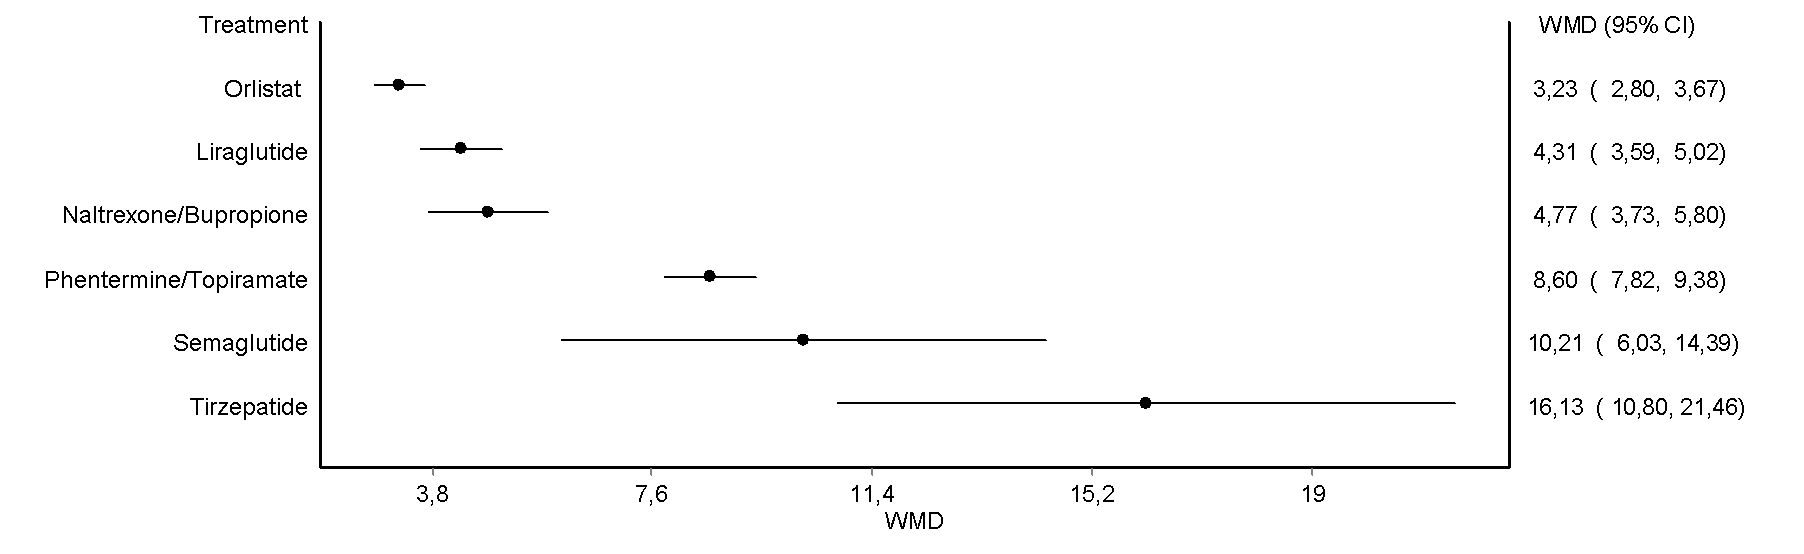 Treatment WMD (95% CI)
Orlistat 3,23 ( 2,80, 3,67)
Liraglutide 4,31 ( 3,59, 5,02)
Naltrexone/Bupropione 4,77 ( 3,73, 5,80)
Phentermine/Topiramate 8,60 ( 7,82, 9,38)
Semaglutide 10,21 ( 6,03, 14,39)
Tirzepatide 16,13 ( 10,80, 21,46)
3,8 7,6 11,4 15,2 19
WMD